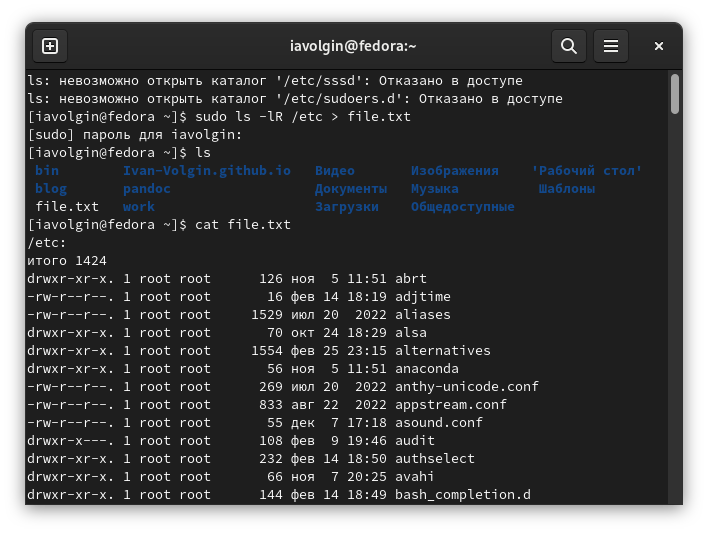 iavolgin@fedora:~
ls: невозможно открыть каталог '/etc/sssd': Отказано в доступе
ls: невозможно открыть каталог '/etc/sudoers.d': Отказано в доступе
[iavolgin@fedora ~]$ sudo ls -lR /etc > file.txt
[sudo] пароль для iavolgin:
[iavolgin@fedora ~]$ ls
bin Ivan-Volgin.github.io Видео Изображения 'Рабочий стол'
blog pandoc Документы Музыка Шаблоны
file.txt work Загрузки Общедоступные
[iavolgin@fedora ~]$ cat file.txt
/etc:
итого 1424
drwxr-xr-x. 1 root root 126 ноя 5 11:51 abrt
-rw-r--r--. 1 root root 16 фев 14 18:19 adjtime
-rw-r--r--. 1 root root 1529 июл 20 2022 aliases
drwxr-xr-x. 1 root root 70 окт 24 18:29 alsa
drwxr-xr-x. 1 root root 1554 фев 25 23:15 alternatives
drwxr-xr-x. 1 root root 56 ноя 5 11:51 anaconda
-rw-r--r--. 1 root root 269 июл 20 2022 anthy-unicode.conf
-rw-r--r--. 1 root root 833 авг 22 2022 appstream.conf
-rw-r--r--. 1 root root 55 дек 7 17:18 asound.conf
drwxr-x---. 1 root root 108 фев 9 19:46 audit
drwxr-xr-x. 1 root root 232 фев 14 18:50 authselect
drwxr-xr-x. 1 root root 66 ноя 7 20:25 avahi
drwxr-xr-x. 1 root root 144 фев 14 18:49 bash_completion.d